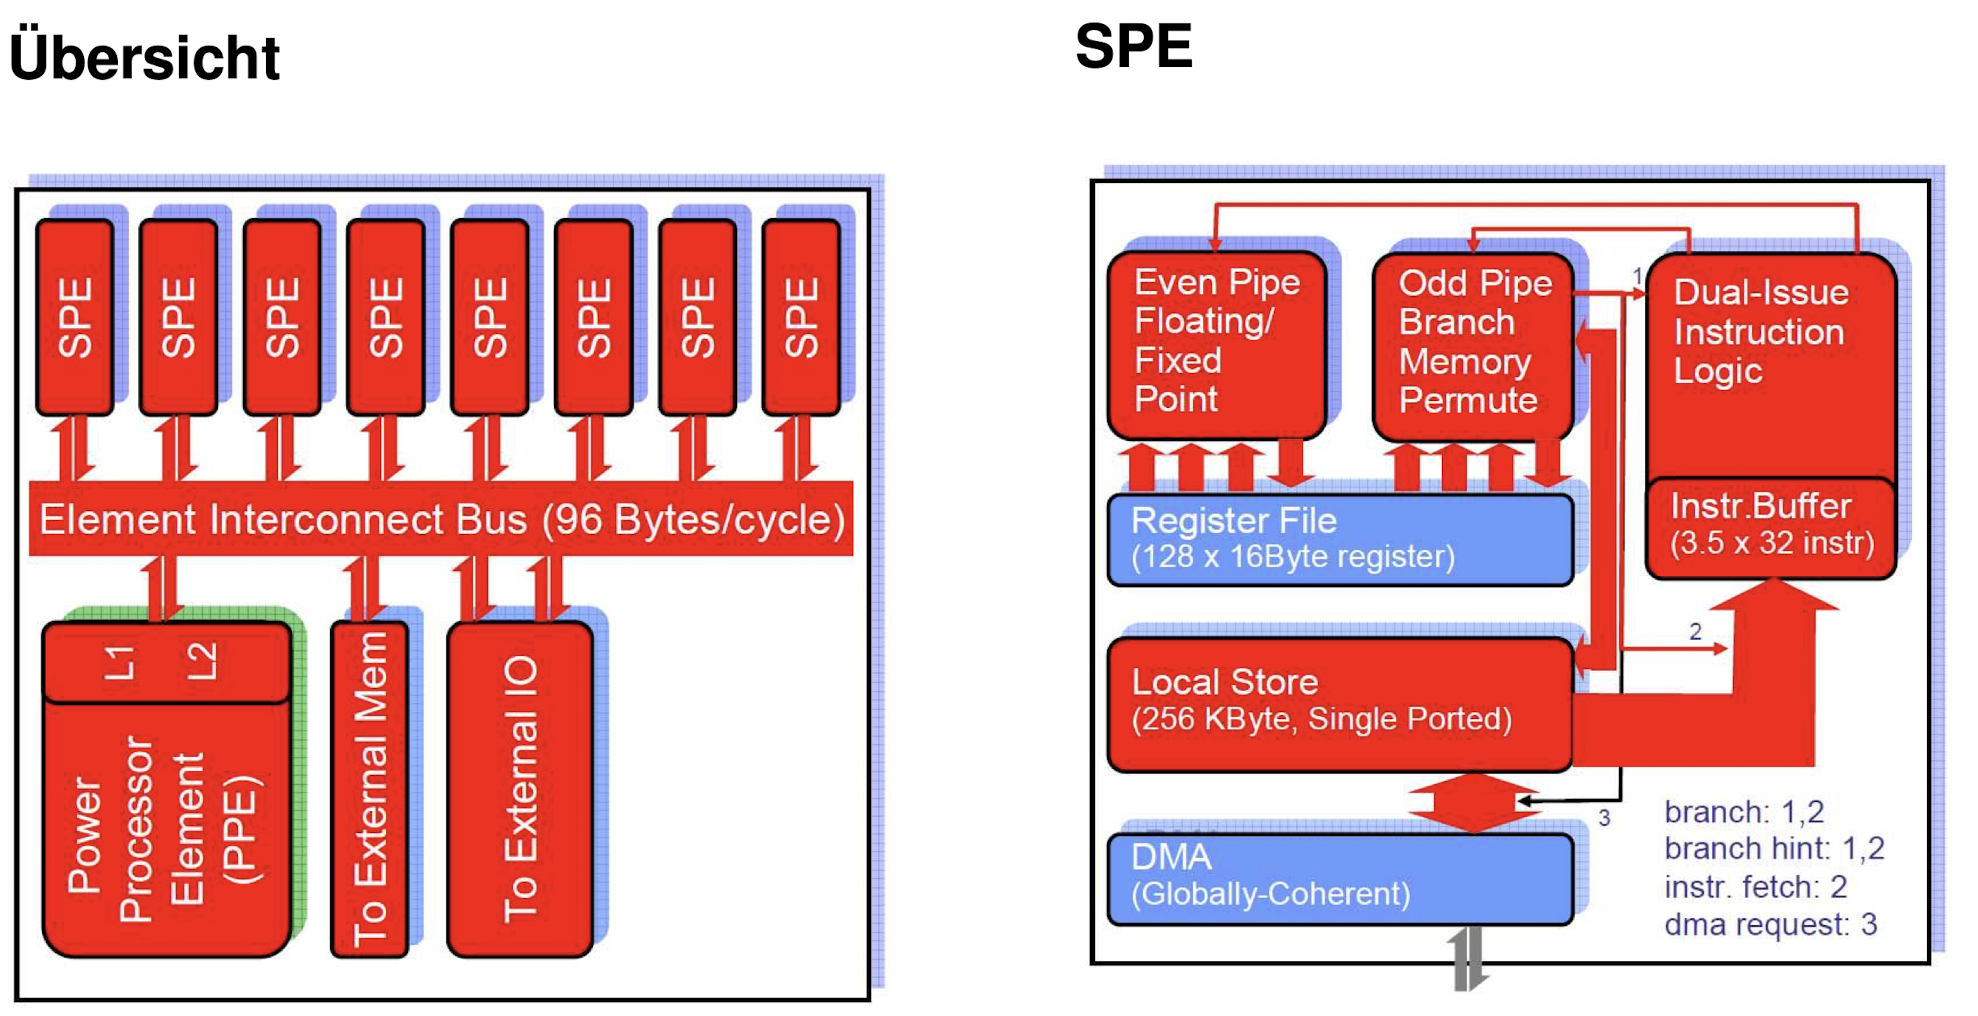 Übersicht
SPE
SPE
SPE
SPE
SPE
SPE
SPE
SPE
Element Interconnect Bus (96 Bytes/cycle)
L1
L2
Power
Processor
Element
(PPE)
To External Mem
To External IO
SPE
Even Pipe
Floating/
Fixed
Point
Odd Pipe
Branch
Memory
Permute
1
Dual-Issue
Instruction
Logic
Instr.Buffer
(3.5 x 32 instr)
Register File
(128 x 16Byte register)
2
Local Store
(256 KByte, Single Ported)
3
DMA
(Globally-Coherent)
branch: 1,2
branch hint: 1,2
instr. fetch: 2
dma request: 3